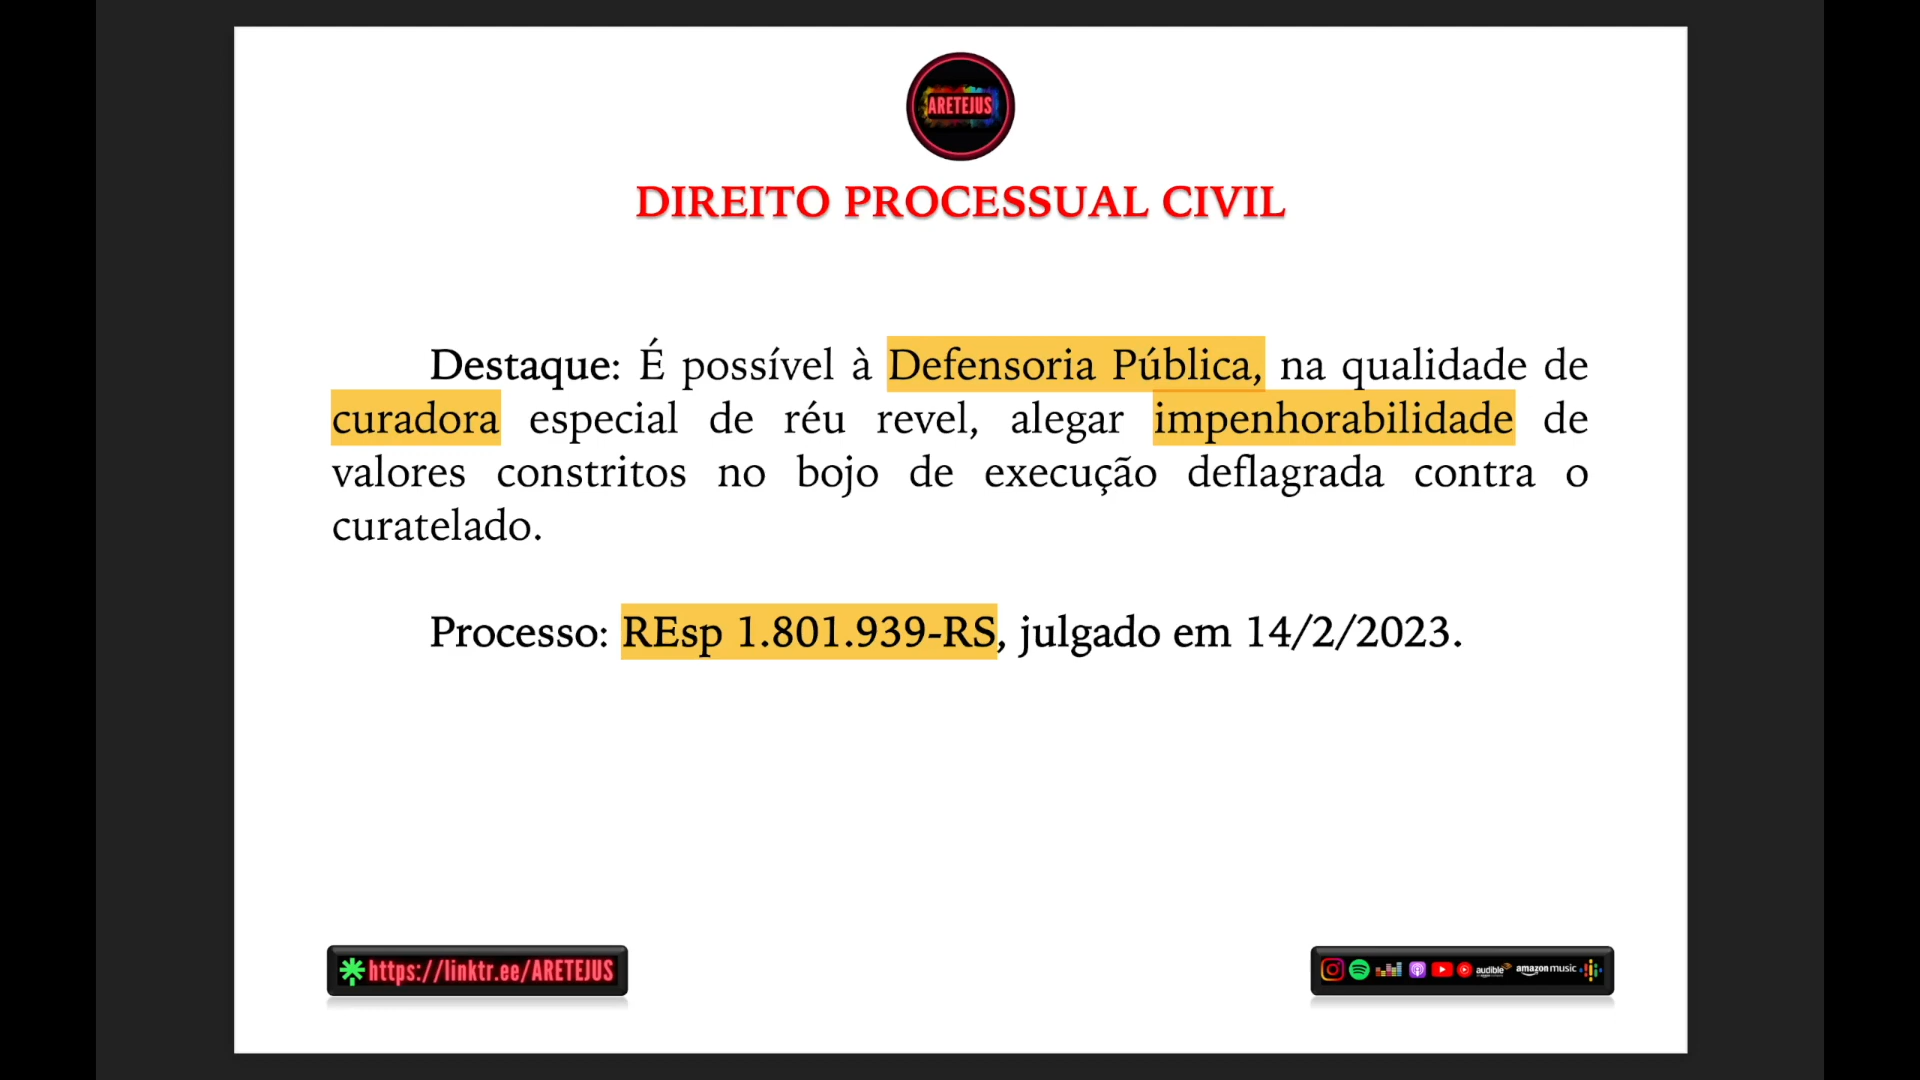 ARETEJUS
DIREITO PROCESSUAL CIVIL
Destaque: É possível à Defensoria Pública, na qualidade de
curadora especial de réu revel, alegar impenhorabilidade de
valores constritos no bojo de execução deflagrada contra o
curatelado.
Processo: REsp 1.801.939-RS, julgado em 14/2/2023.
https://linktr.ee/ARETEJUS
audible amazon music